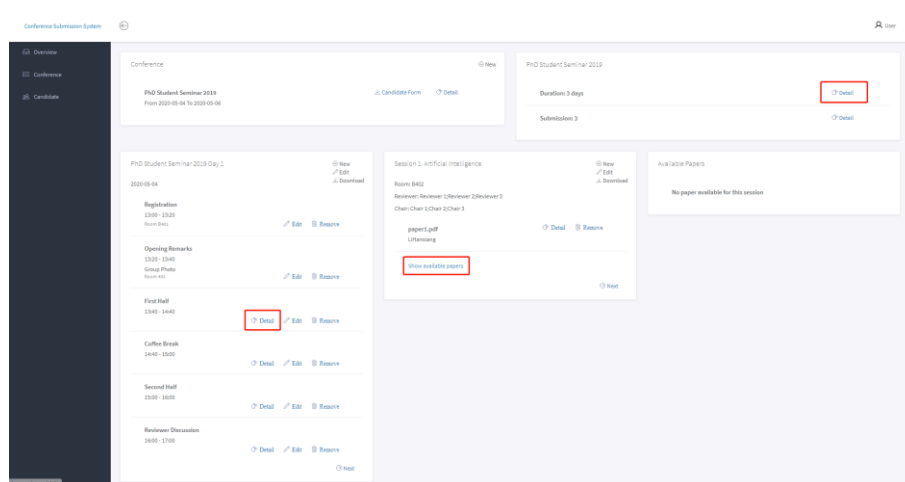 Conference Submission System
User
Overview
Conference
Candidate
Conference
New
PhD Student Seminar 2019
From 2020-05-04 To 2020-05-06
Candidate Form
Detail
PhD Student Seminar 2019
Duration: 3 days
Detail
Submission: 3
Detail
PhD Student Seminar 2019 Day 1
New
Edit
Download
2020-05-04
Registration
13:00 - 13:20
Edit
Remove
Opening Remarks
13:20 - 13:40
Group Photo
Edit
Remove
First Half
13:40 - 14:40
Detail
Edit
Remove
Coffee Break
14:40 - 15:00
Detail
Edit
Remove
Second Half
15:00 - 16:00
Detail
Edit
Remove
Reviewer Discussion
16:00 - 17:00
Detail
Edit
Remove
Next
Session 1: Artificial Intelligence
New
Edit
Download
Room: B402
Reviewer: Reviewer 1;Reviewer 2;Reviewer 3
Chair: Chair 1;Chair 2;Chair 3
paper1.pdf
Detail
Remove
Show available papers
Next
Available Papers
No paper available for this session